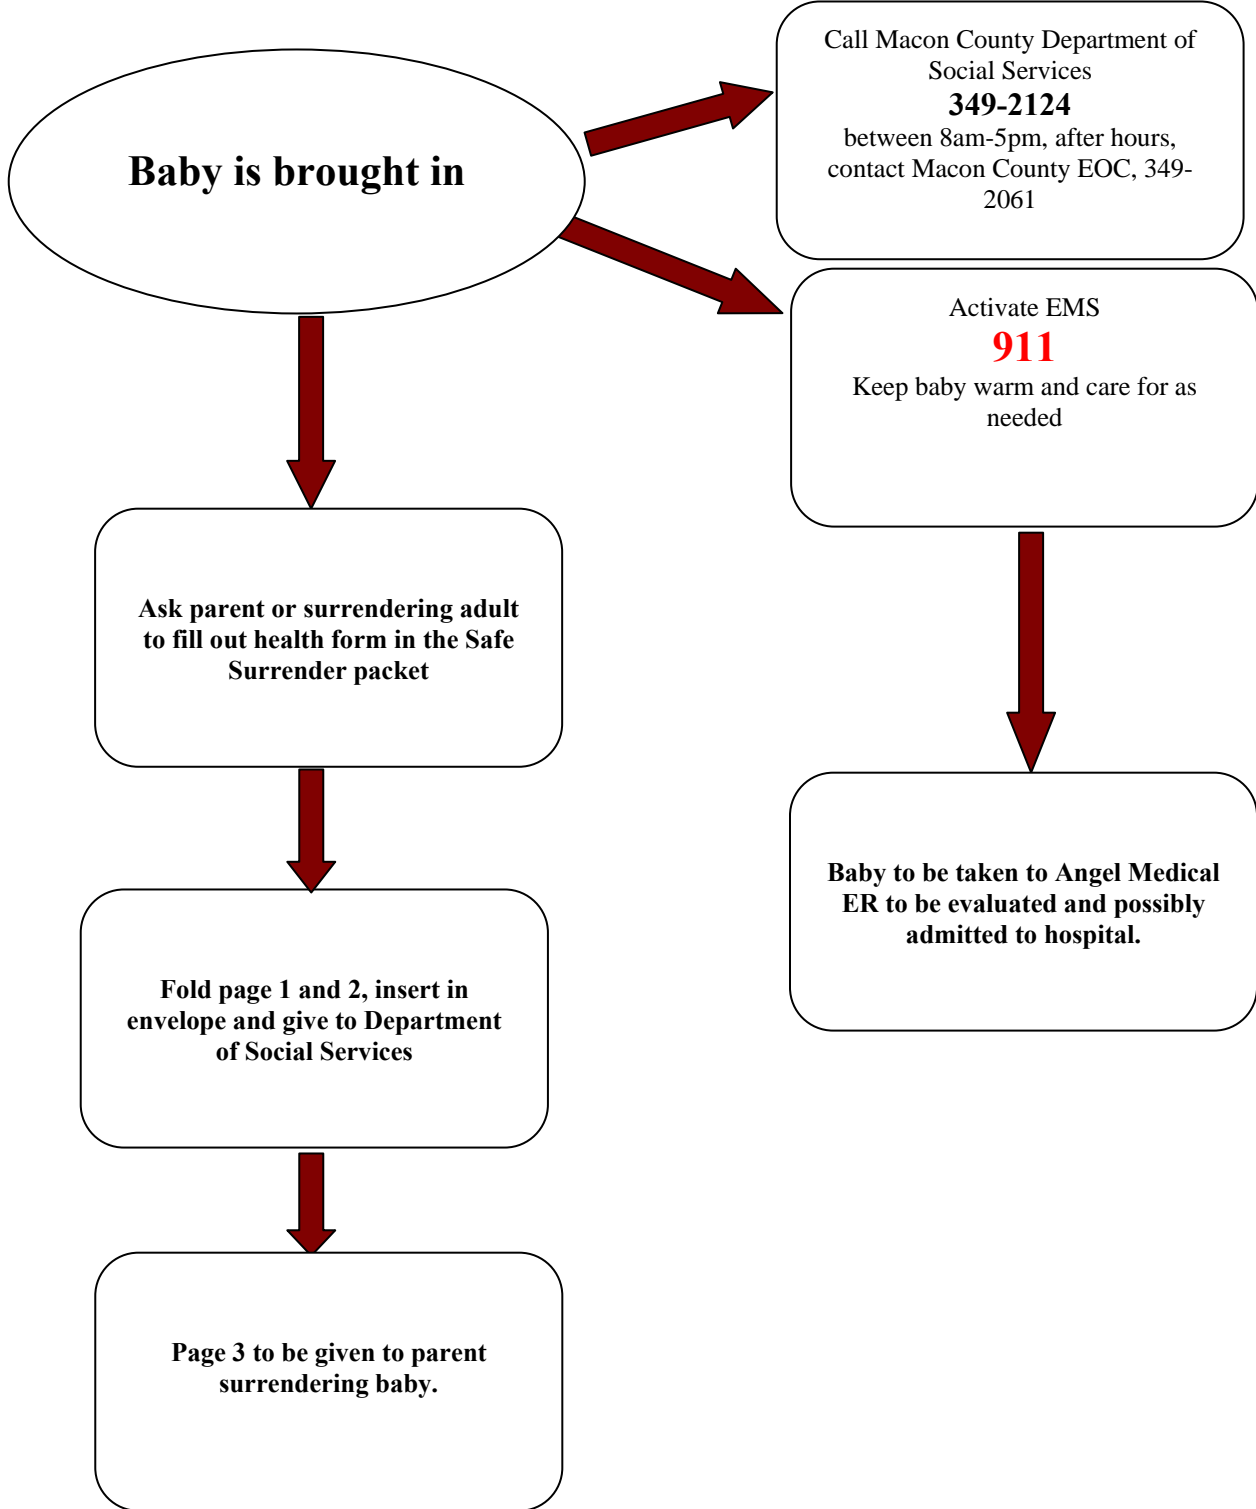 Baby is brought in
Call Macon County Department of
Social Services
349-2124
between 8am-5pm, after hours,
contact Macon County EOC, 349-
2061
Activate EMS
911
Keep baby warm and care for as
needed
Ask parent or surrendering adult
to fill out health form in the Safe
Surrender packet
Baby to be taken to Angel Medical
ER to be evaluated and possibly
admitted to hospital.
Fold page 1 and 2, insert in
envelope and give to Department
of Social Services
Page 3 to be given to parent
surrendering baby.